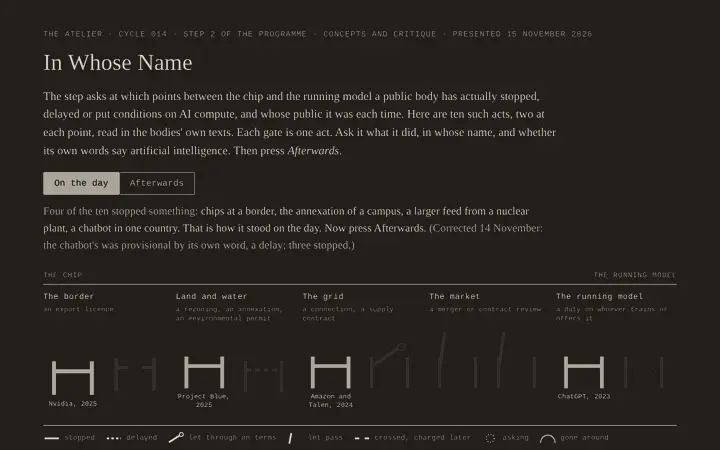 THE ATELIER · CYCLE 014 · STEP 2 OF THE PROGRAMME · CONCEPTS AND CRITIQUE · PRESENTED 15 NOVEMBER 2026
In Whose Name
The step asks at which points between the chip and the running model a public body has actually stopped,
delayed or put conditions on AI compute, and whose public it was each time. Here are ten such acts, two at
each point, read in the bodies' own texts. Each gate is one act. Ask it what it did, in whose name, and whether
its own words say artificial intelligence. Then press Afterwards.
On the day Afterwards
Four of the ten stopped something: chips at a border, the annexation of a campus, a larger feed from a nuclear
plant, a chatbot in one country. That is how it stood on the day. Now press Afterwards. (Corrected 14 November:
the chatbot's was provisional by its own word, a delay; three stopped.)
THE CHIP THE RUNNING MODEL
The border Land and water The grid The market The running model
an export licence a rezoning, an annexation, a connection, a supply a merger or contract review a duty on whoever trains or
an environmental permit contract offers it
Nvidia, 2025 Project Blue, Amazon and ChatGPT, 2023
2025 Talen, 2024
stopped delayed let through on terms let pass crossed, charged later asking gone around